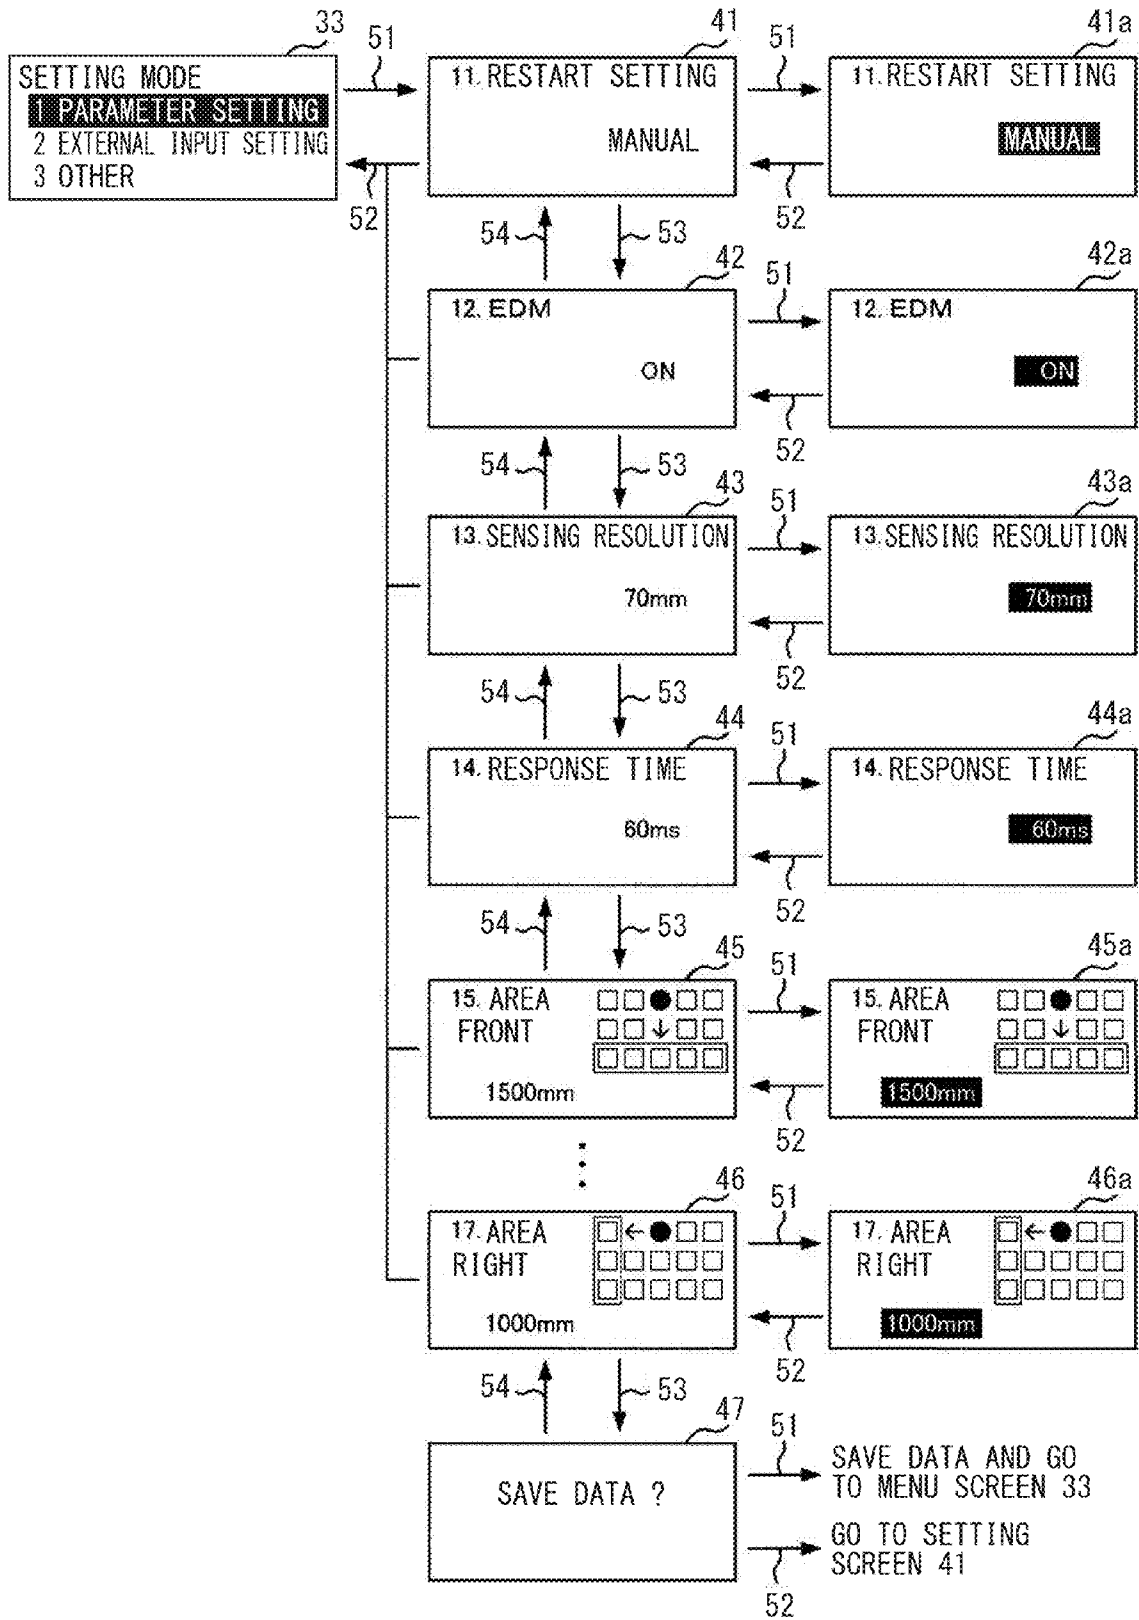 33
51
41
51
41a
SETTING MODE
1 PARAMETER SETTING
2 EXTERNAL INPUT SETTING
3 OTHER
11. RESTART SETTING
MANUAL
11. RESTART SETTING
MANUAL
52
52
54
53
42
51
42a
12. EDM
ON
12. EDM
ON
52
54
53
43
51
43a
13. SENSING RESOLUTION
70mm
13. SENSING RESOLUTION
70mm
52
54
53
44
51
44a
14. RESPONSE TIME
60ms
14. RESPONSE TIME
60ms
52
54
53
45
51
45a
15. AREA
FRONT
1500mm
15. AREA
FRONT
1500mm
52
46
51
46a
17. AREA
RIGHT
1000mm
17. AREA
RIGHT
1000mm
52
54
53
47
51
SAVE DATA ?
SAVE DATA AND GO
TO MENU SCREEN 33
GO TO SETTING
SCREEN 41
52